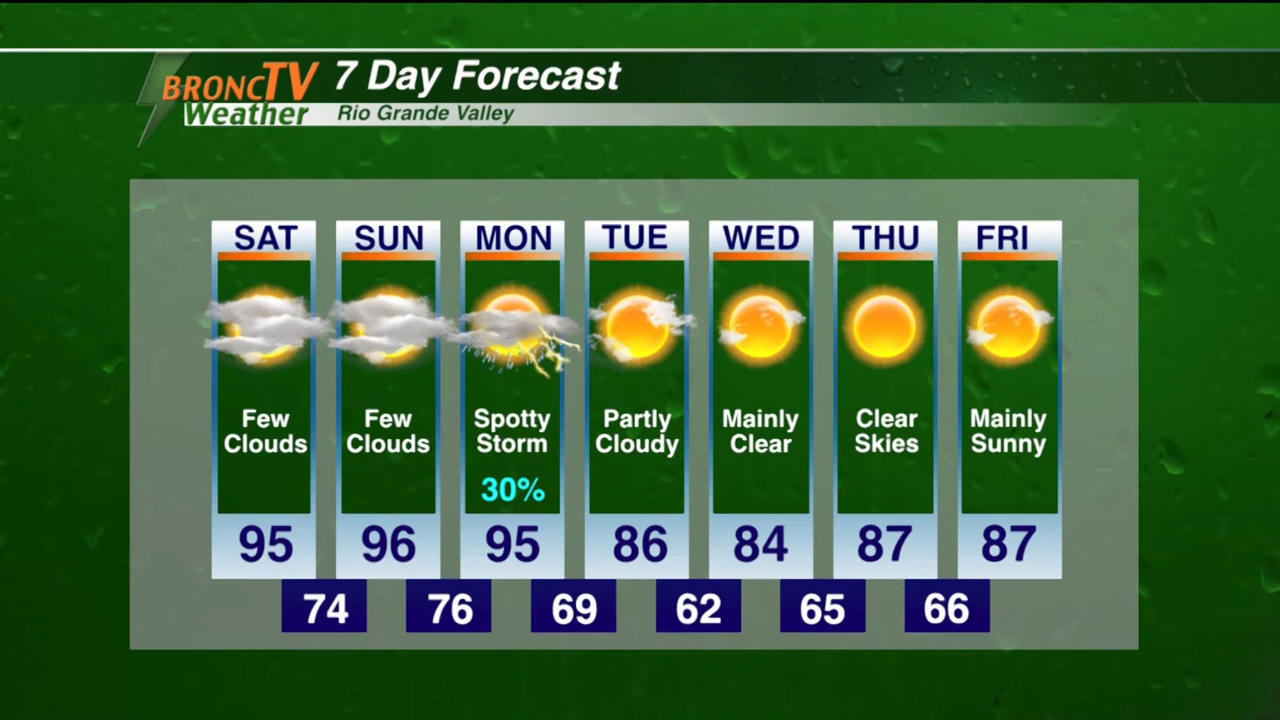 BRONCTV
Weather
7 Day Forecast
Rio Grande Valley
SAT SUN MON TUE WED THU FRI
Few Few Spotty Partly Mainly Clear Mainly
Clouds Clouds Storm Cloudy Clear Skies Sunny
30%
95 96 95 86 84 87 87
74 76 69 62 65 66